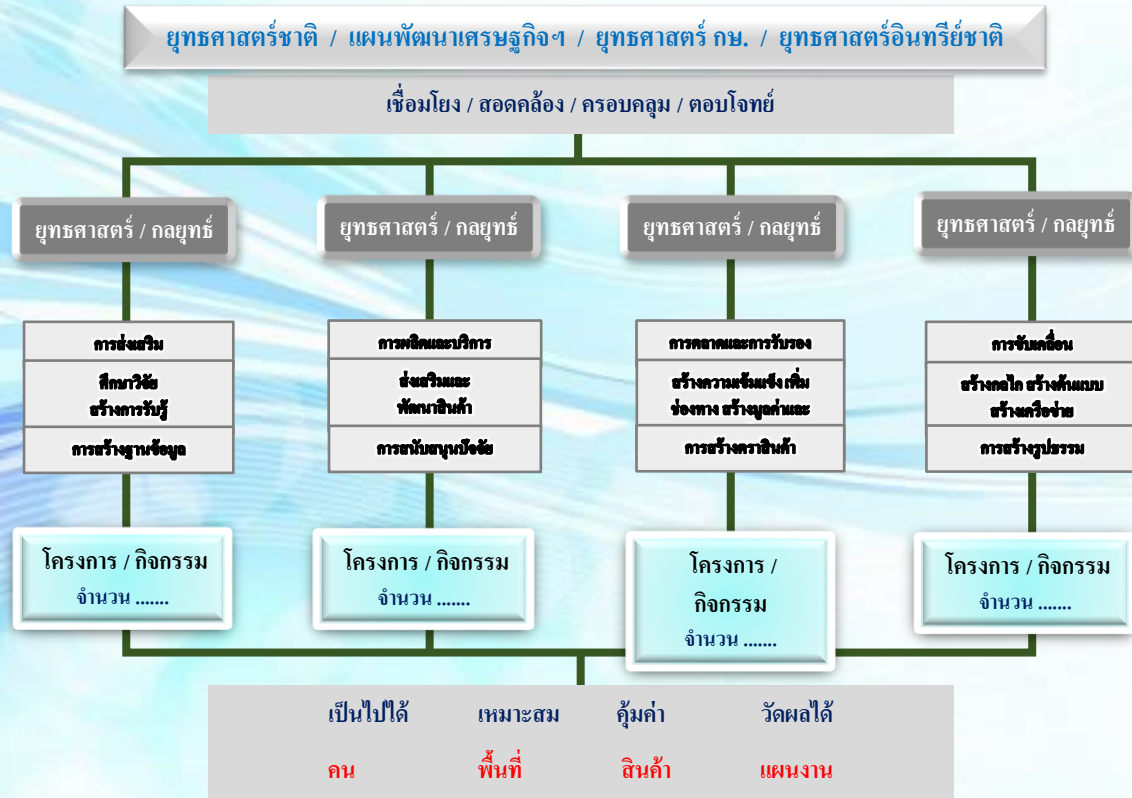 ยุทธศาสตร์ชาติ / แผนพัฒนาเศรษฐกิจฯ / ยุทธศาสตร์ กษ. / ยุทธศาสตร์อินทรีย์ชาติ
เชื่อมโยง / สอดคล้อง / ครอบคลุม / ตอบโจทย์
ยุทธศาสตร์ / กลยุทธ์
การส่งเสริม
ศึกษาวิจัย
สร้างการรับรู้
การสร้างฐานข้อมูล
โครงการ / กิจกรรม
จำนวน .......
ยุทธศาสตร์ / กลยุทธ์
การผลิตและบริการ
ส่งเสริมและ
พัฒนาสินค้า
การสนับสนุนปัจจัย
โครงการ / กิจกรรม
จำนวน .......
ยุทธศาสตร์ / กลยุทธ์
การตลาดและการรับรอง
สร้างความเข้มแข็ง เพิ่ม
ช่องทาง สร้างมูลค่าและ
การสร้างตราสินค้า
โครงการ /
กิจกรรม
จำนวน .......
ยุทธศาสตร์ / กลยุทธ์
การขับเคลื่อน
สร้างกลไก สร้างต้นแบบ
สร้างเครือข่าย
การสร้างรูปธรรม
โครงการ / กิจกรรม
จำนวน .......
เป็นไปได้ เหมาะสม คุ้มค่า วัดผลได้
คน พื้นที่ สินค้า แผนงาน